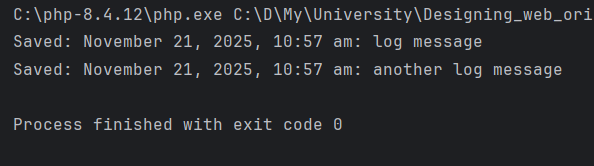 C:\php-8.4.12\php.exe C:\D\My\University\Designing_web_ori
Saved: November 21, 2025, 10:57 am: log message
Saved: November 21, 2025, 10:57 am: another log message
Process finished with exit code 0